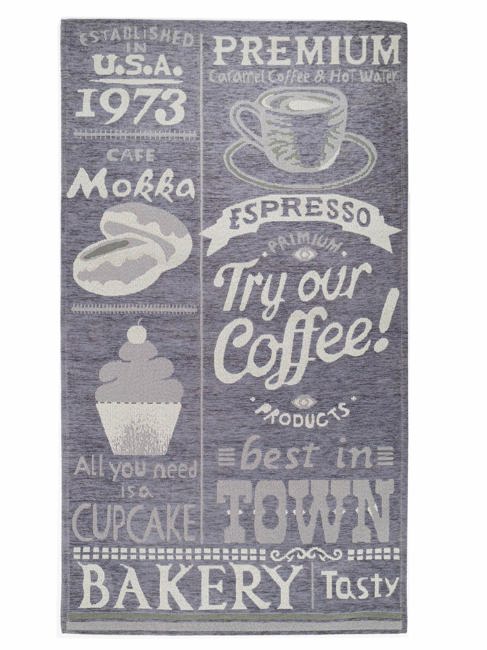 ESTABLISHED
IN
U.S.A.
1973
CAFE
Mokka
All you need
is a
CUPCAKE
PREMIUM
Caramel Coffee & Hot Water
ESPRESSO
PRIMIUM
Try our
Coffee!
PRODUCTS
best in
TOWN
BAKERY
Tasty